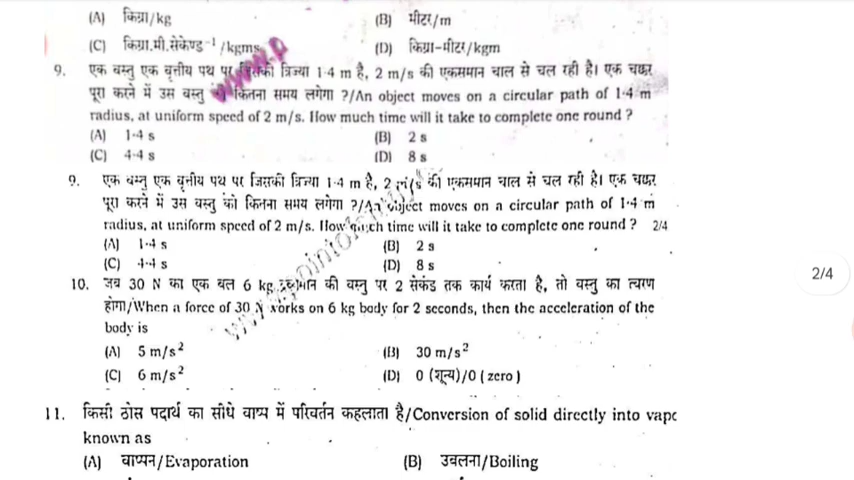 (A) किग्रा/kg (B) मीटर/m
(C) किग्रा.मी.सेकेण्ड⁻¹/kgms (D) किग्रा-मीटर/kgm
9. एक वस्तु एक वृत्तीय पथ पर जिसकी त्रिज्या 1·4 m है, 2 m/s की एकसमान चाल से चल रही है। एक चक्कर
पूरा करने में उस वस्तु को कितना समय लगेगा ?/An object moves on a circular path of 1·4 m
radius, at uniform speed of 2 m/s. How much time will it take to complete one round ?
(A) 1·4 s (B) 2 s
(C) 4·4 s (D) 8 s
9. एक वस्तु एक वृत्तीय पथ पर जिसकी त्रिज्या 1·4 m है, 2 m/s की एकसमान चाल से चल रही है। एक चक्कर
पूरा करने में उस वस्तु को कितना समय लगेगा ?/An object moves on a circular path of 1·4 m
radius, at uniform speed of 2 m/s. How much time will it take to complete one round ? 2/4
(A) 1·4 s (B) 2 s
(C) 4·4 s (D) 8 s
2/4
10. जब 30 N का एक बल 6 kg द्रव्यमान की वस्तु पर 2 सेकंड तक कार्य करता है, तो वस्तु का त्वरण
होगा/When a force of 30 N works on 6 kg body for 2 seconds, then the acceleration of the
body is
(A) 5 m/s² (B) 30 m/s²
(C) 6 m/s² (D) 0 (शून्य)/0 ( zero )
11. किसी ठोस पदार्थ का सीधे वाष्प में परिवर्तन कहलाता है/Conversion of solid directly into vapo
known as
(A) वाष्पन/Evaporation (B) उबलना/Boiling